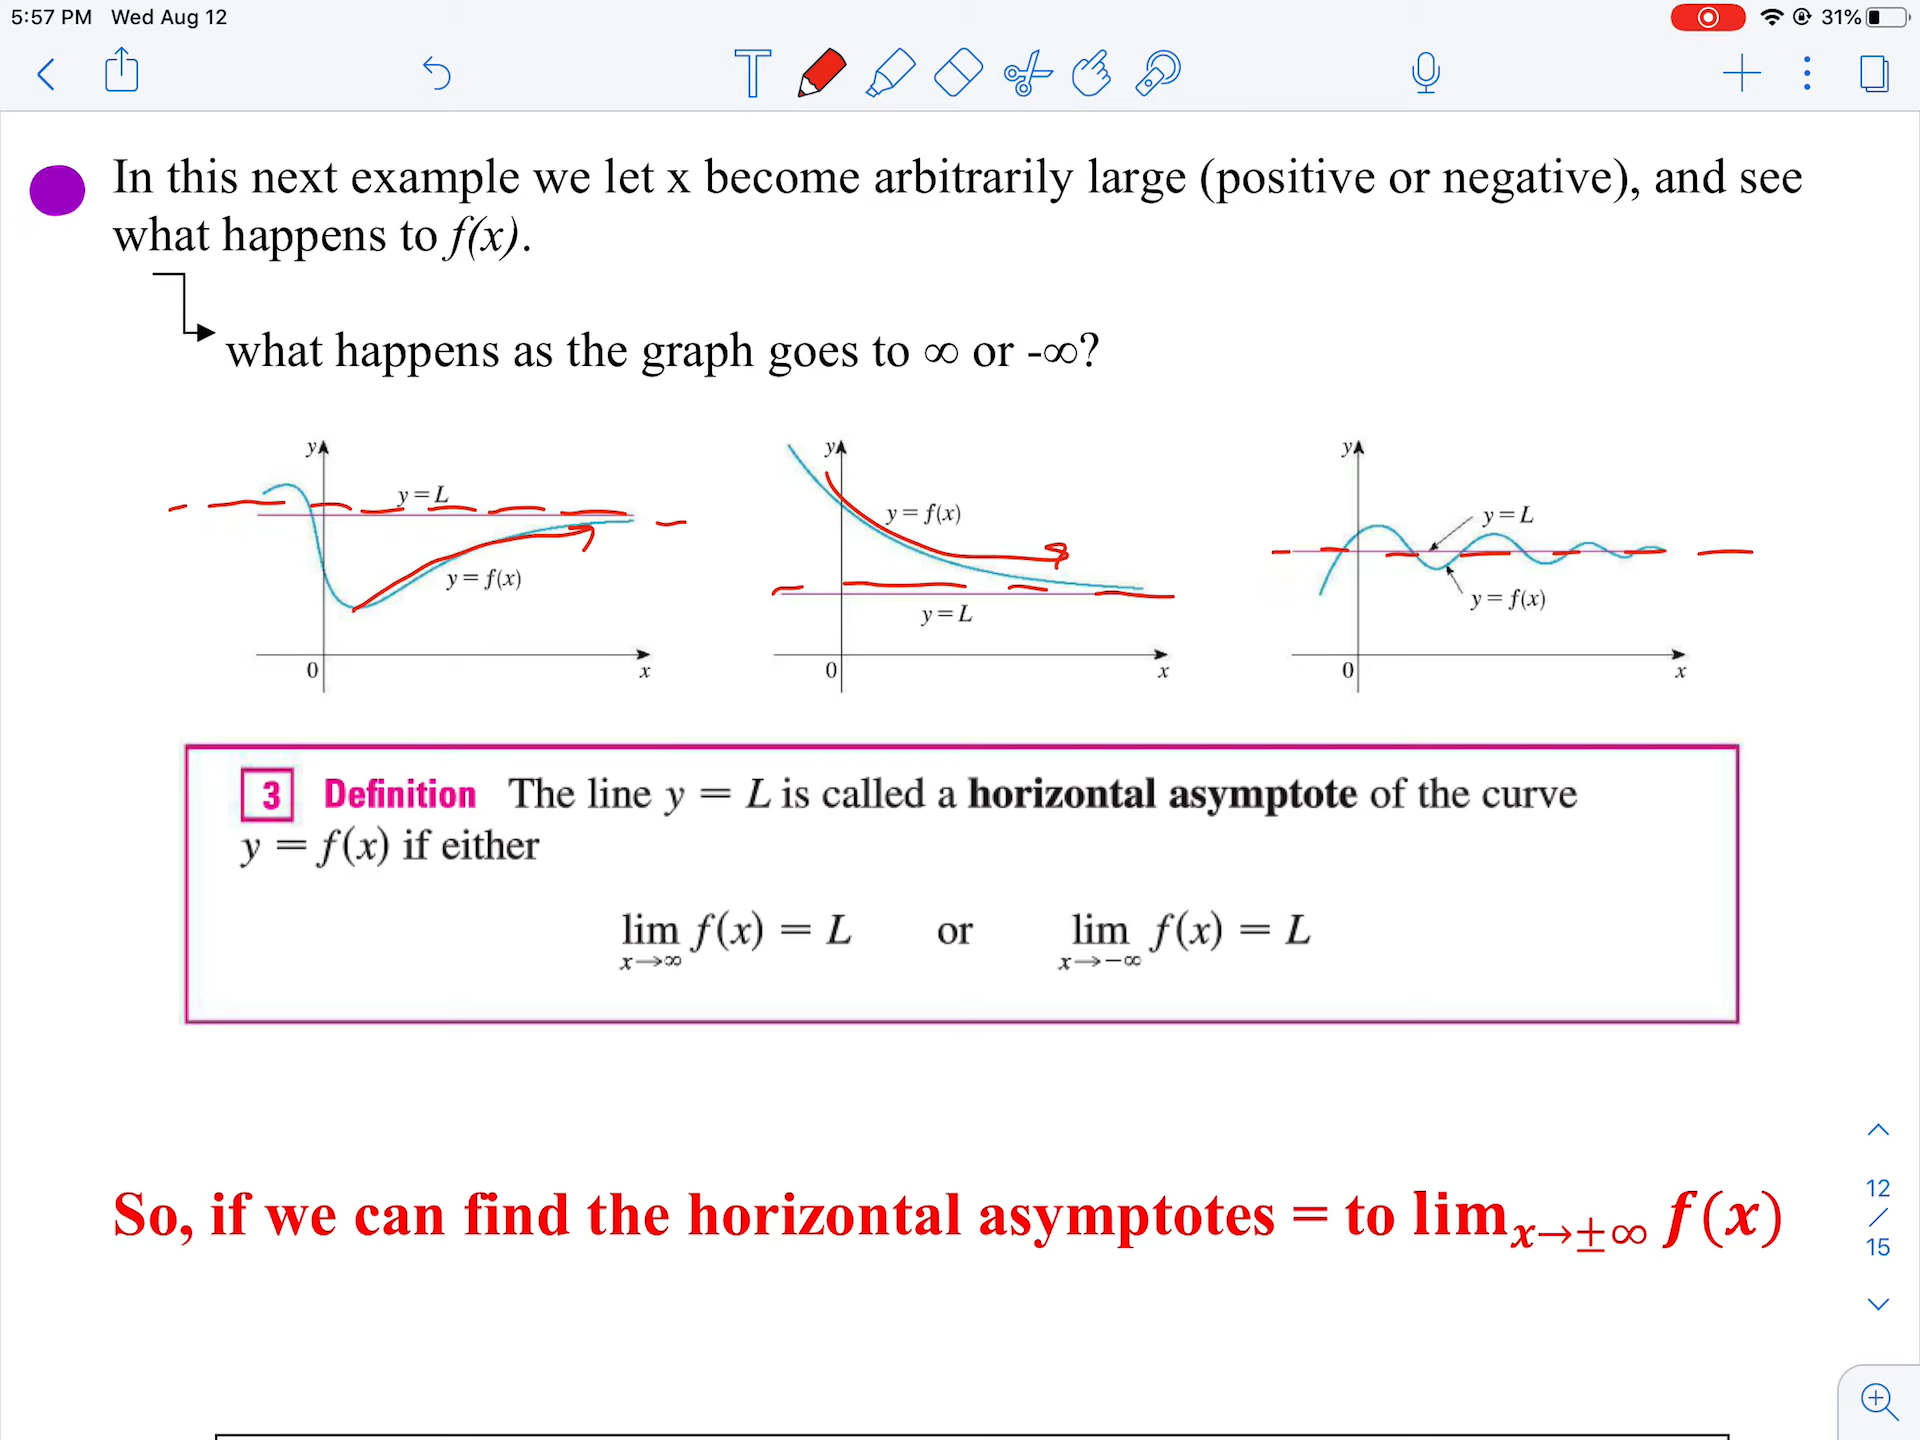 5:57 PM Wed Aug 12
31%
T
In this next example we let x become arbitrarily large (positive or negative), and see
what happens to f(x).
what happens as the graph goes to ∞ or -∞?
y
y = L
y = f(x)
0
x
y
y = f(x)
y = L
0
x
y
y = L
y = f(x)
0
x
3 Definition The line y = L is called a horizontal asymptote of the curve
y = f(x) if either
lim f(x) = L or lim f(x) = L
x→∞ x→−∞
So, if we can find the horizontal asymptotes = to lim x→±∞ f(x)
12
/
15